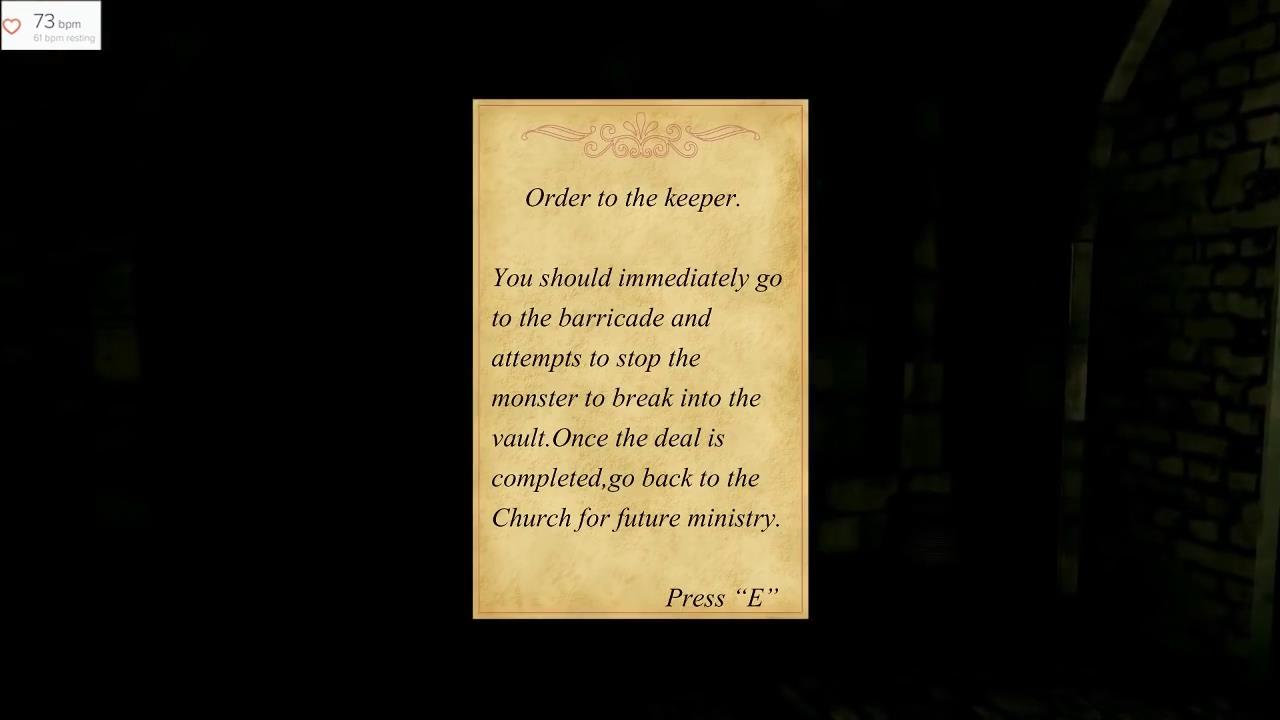 73 bpm
61 bpm resting
Order to the keeper.
You should immediately go
to the barricade and
attempts to stop the
monster to break into the
vault.Once the deal is
completed,go back to the
Church for future ministry.
Press “E”